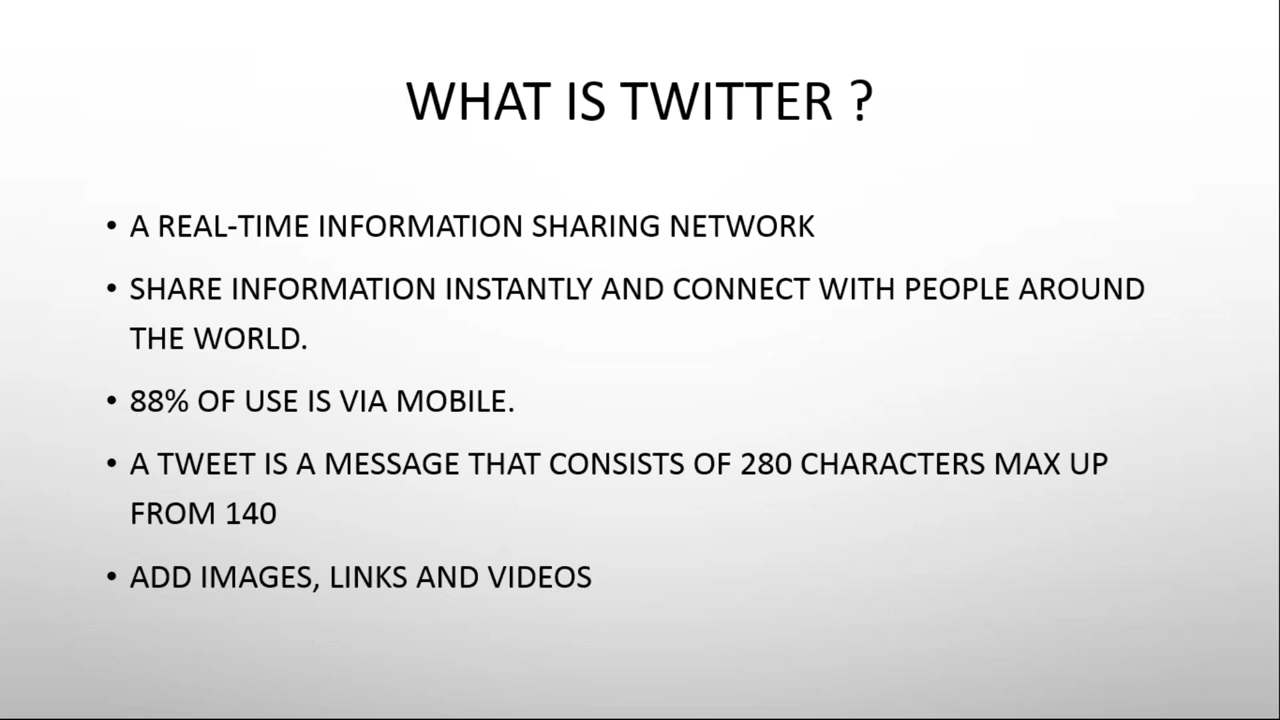 WHAT IS TWITTER ?
• A REAL-TIME INFORMATION SHARING NETWORK
• SHARE INFORMATION INSTANTLY AND CONNECT WITH PEOPLE AROUND
THE WORLD.
• 88% OF USE IS VIA MOBILE.
• A TWEET IS A MESSAGE THAT CONSISTS OF 280 CHARACTERS MAX UP
FROM 140
• ADD IMAGES, LINKS AND VIDEOS